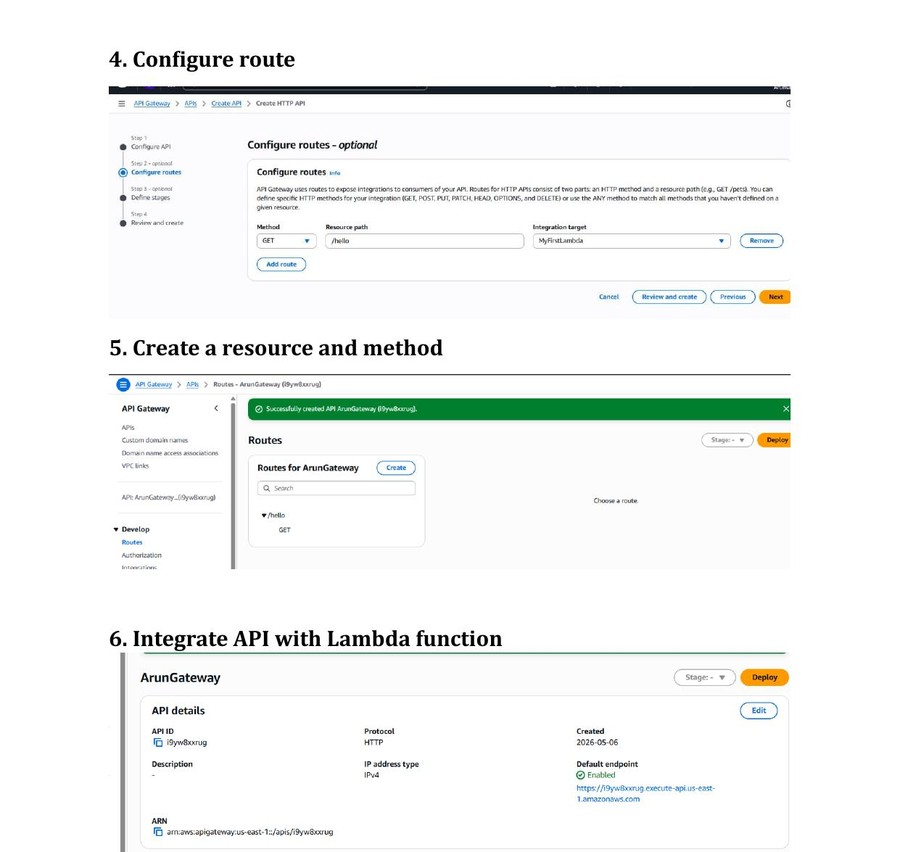 4. Configure route
API Gateway > APIs > Create API > Create HTTP API
Step 1
Configure API
Step 2 - optional
Configure routes
Step 3 - optional
Define stages
Step 4
Review and create
Configure routes - optional
Configure routes Info
API Gateway uses routes to expose integrations to consumers of your API. Routes for HTTP APIs consist of two parts: an HTTP method and a resource path (e.g., GET /pets). You can
define specific HTTP methods for your integration (GET, POST, PUT, PATCH, HEAD, OPTIONS, and DELETE) or use the ANY method to match all methods that you haven't defined on a
given resource.
Method Resource path Integration target
GET /hello MyFirstLambda Remove
Add route
Cancel Review and create Previous Next
5. Create a resource and method
API Gateway > APIs > Routes - ArunGateway (i9yw8xxrug)
API Gateway
APIs
Custom domain names
Domain name access associations
VPC links
API: ArunGateway...(i9yw8xxrug)
Develop
Routes
Authorization
Integrations
Successfully created API ArunGateway (i9yw8xxrug).
Routes Stage: - Deploy
Routes for ArunGateway Create
Search
/hello
GET
Choose a route.
6. Integrate API with Lambda function
ArunGateway Stage: - Deploy
API details Edit
API ID Protocol Created
i9yw8xxrug HTTP 2026-05-06
Description IP address type Default endpoint
- IPv4 Enabled
https://i9yw8xxrug.execute-api.us-east-
1.amazonaws.com
ARN
arn:aws:apigateway:us-east-1::/apis/i9yw8xxrug